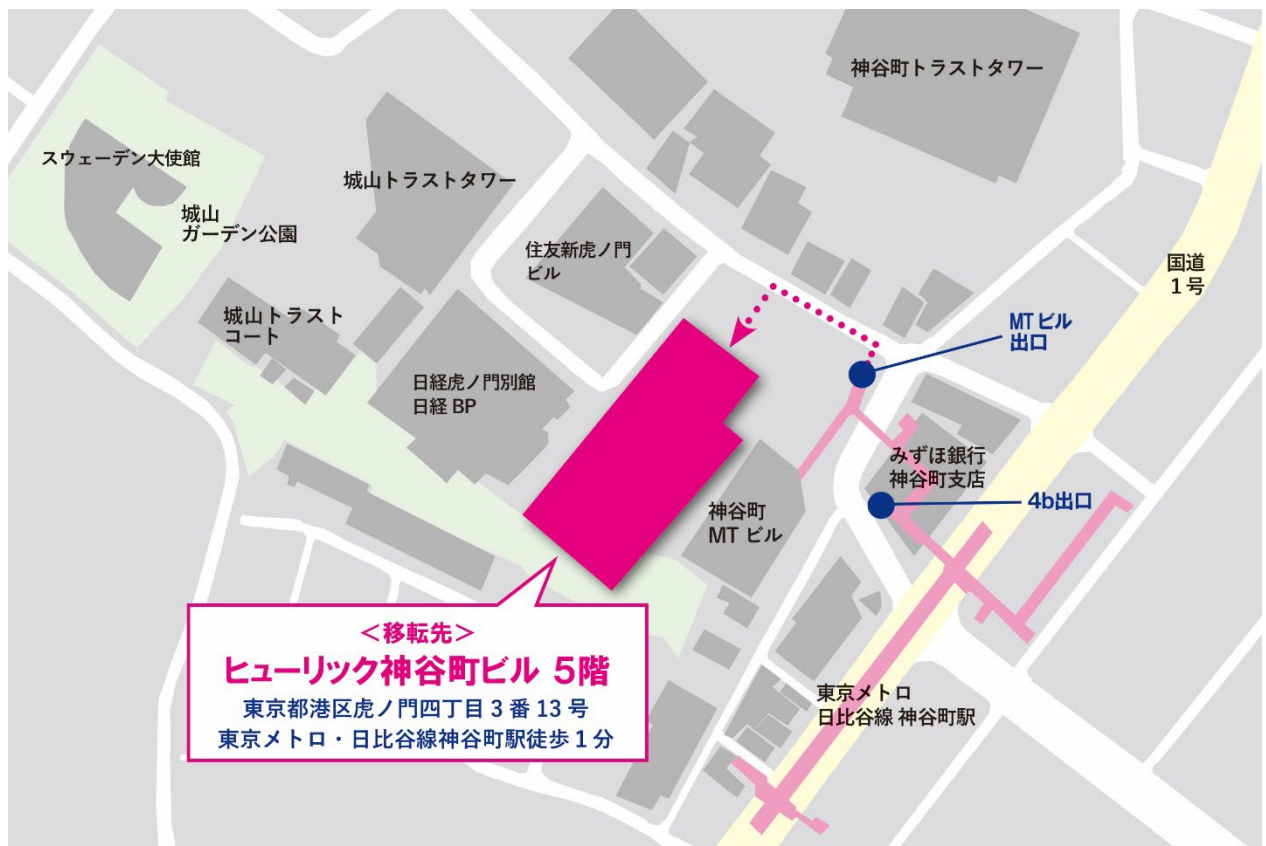 神谷町トラストタワー
スウェーデン大使館
城山トラストタワー
城山
ガーデン公園
住友新虎ノ門
ビル
国道
1号
城山トラスト
コート
MTビル
出口
日経虎ノ門別館
日経 BP
みずほ銀行
神谷町支店
4b出口
神谷町
MT ビル
＜移転先＞
ヒューリック神谷町ビル 5階
東京都港区虎ノ門四丁目 3 番 13 号
東京メトロ・日比谷線神谷町駅徒歩 1 分
東京メトロ
日比谷線 神谷町駅